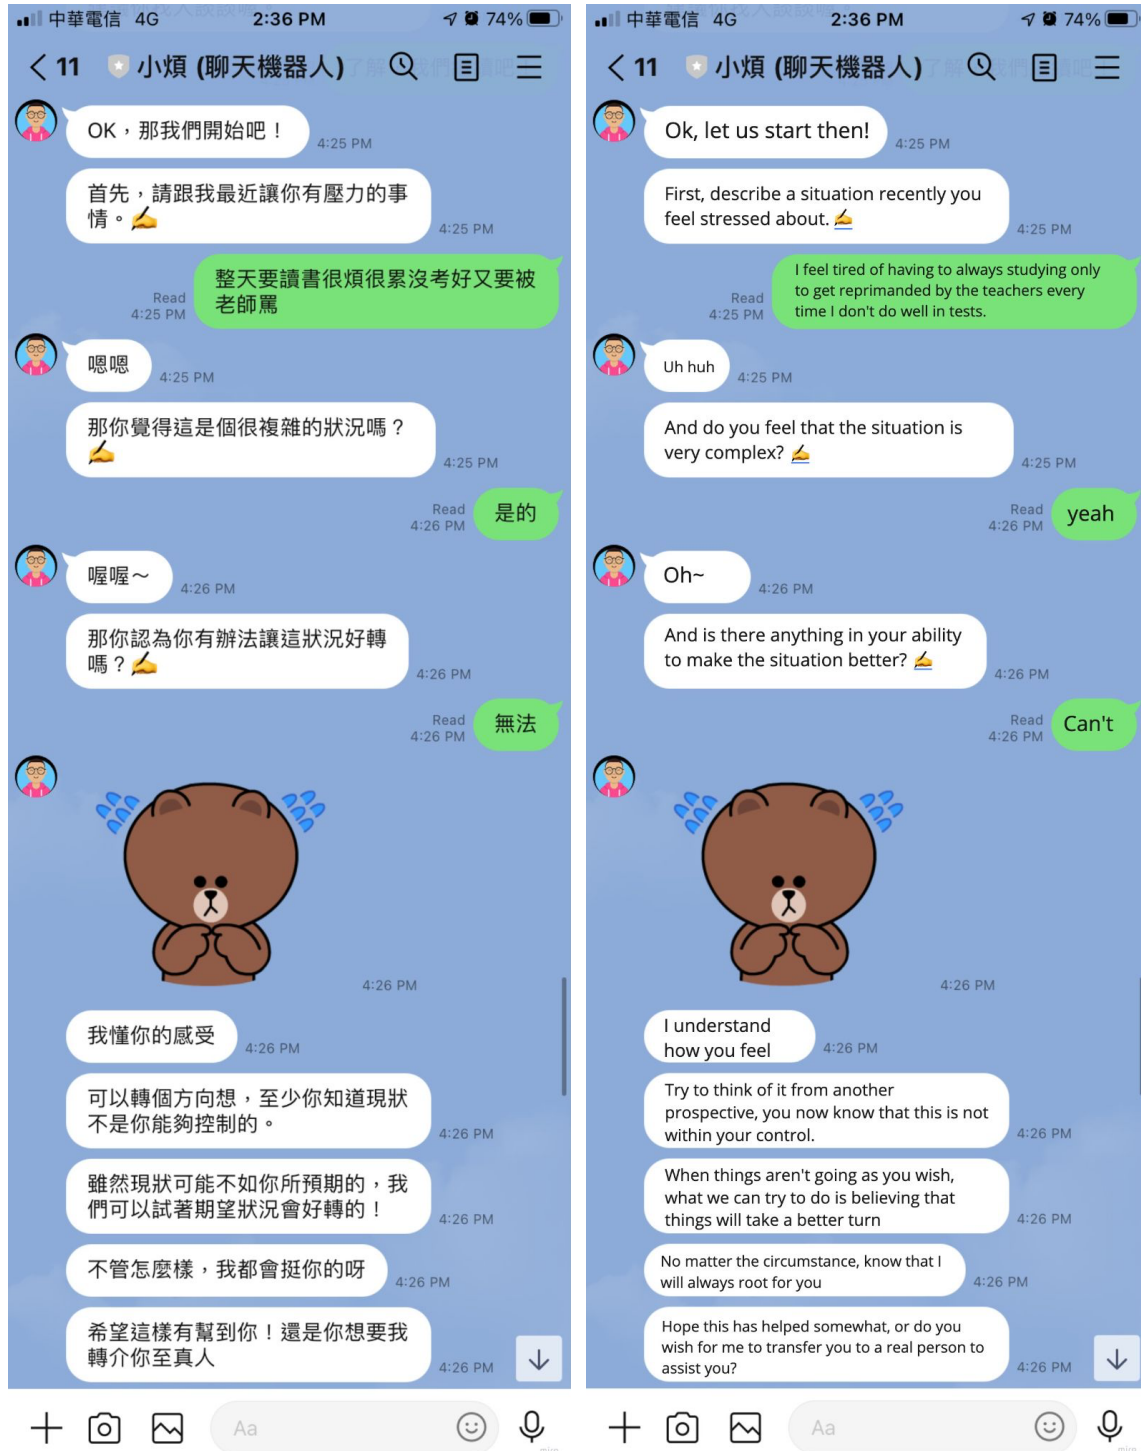 中華電信 4G 2:36 PM 74%
11 小煩 (聊天機器人)
OK，那我們開始吧！
4:25 PM
首先，請跟我最近讓你有壓力的事
情。✍
4:25 PM
整天要讀書很煩很累沒考好又要被
老師罵
Read
4:25 PM
嗯嗯
4:25 PM
那你覺得這是個很複雜的狀況嗎？
✍
4:25 PM
是的
Read
4:26 PM
喔喔～
4:26 PM
那你認為你有辦法讓這狀況好轉
嗎？✍
4:26 PM
無法
Read
4:26 PM
4:26 PM
我懂你的感受
4:26 PM
可以轉個方向想，至少你知道現狀
不是你能夠控制的。
4:26 PM
雖然現狀可能不如你所預期的，我
們可以試著期望狀況會好轉的！
4:26 PM
不管怎麼樣，我都會挺你的呀
4:26 PM
希望這樣有幫到你！還是你想要我
轉介你至真人
4:26 PM
Aa
miro
中華電信 4G 2:36 PM 74%
11 小煩 (聊天機器人)
Ok, let us start then!
4:25 PM
First, describe a situation recently you
feel stressed about. ✍
4:25 PM
I feel tired of having to always studying only
to get reprimanded by the teachers every
time I don't do well in tests.
Read
4:25 PM
Uh huh
4:25 PM
And do you feel that the situation is
very complex? ✍
4:25 PM
yeah
Read
4:26 PM
Oh~
4:26 PM
And is there anything in your ability
to make the situation better? ✍
4:26 PM
Can't
Read
4:26 PM
4:26 PM
I understand
how you feel
4:26 PM
Try to think of it from another
prospective, you now know that this is not
within your control.
4:26 PM
When things aren't going as you wish,
what we can try to do is believing that
things will take a better turn
4:26 PM
No matter the circumstance, know that I
will always root for you
4:26 PM
Hope this has helped somewhat, or do you
wish for me to transfer you to a real person to
assist you?
4:26 PM
Aa
miro